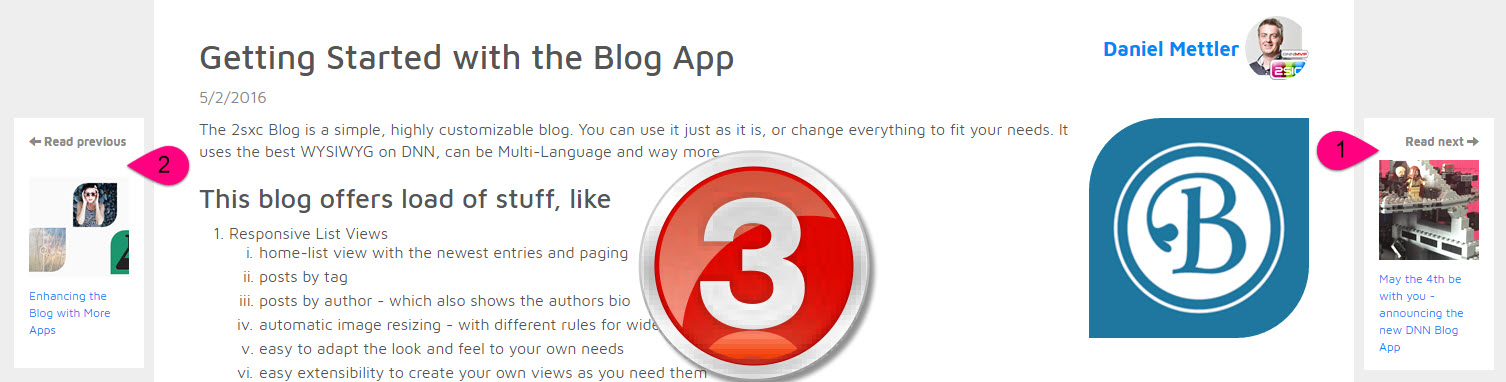 Getting Started with the Blog App
Daniel Mettler
2sic
5/2/2016
The 2sxc Blog is a simple, highly customizable blog. You can use it just as it is, or change everything to fit your needs. It
uses the best WYSIWYG on DNN, can be Multi-Language and way more
This blog offers load of stuff, like
1. Responsive List Views
i. home-list view with the newest entries and paging
ii. posts by tag
iii. posts by author - which also shows the authors bio
iv. automatic image resizing - with different rules for wide
v. easy to adapt the look and feel to your own needs
vi. easy extensibility to create your own views as you need them
3
B
Read previous
2
Enhancing the
Blog with More
Apps
1
Read next
May the 4th be
with you -
announcing the
new DNN Blog
App